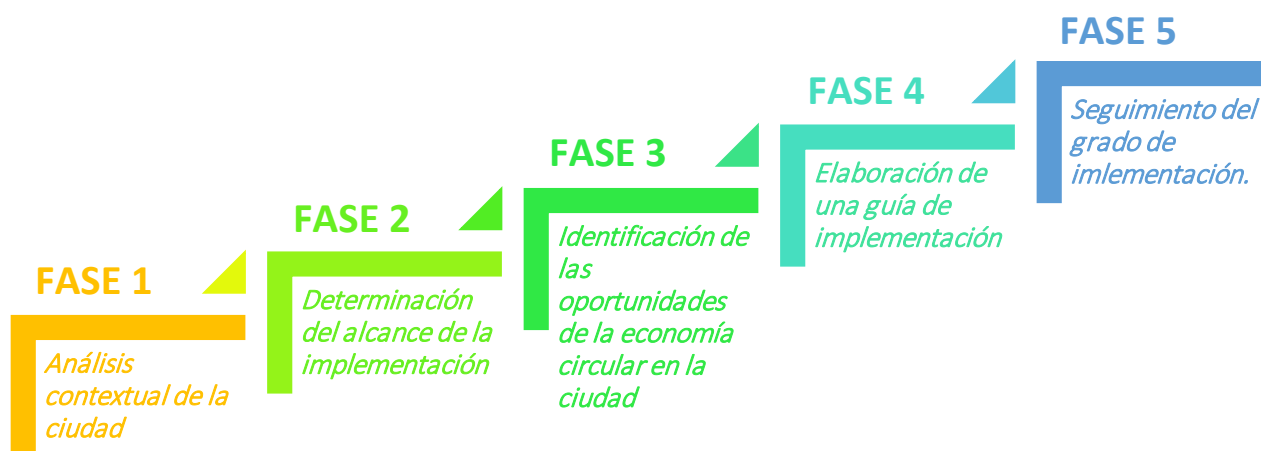 FASE 1
Análisis
contextual de la
ciudad
FASE 2
Determinación
del alcance de la
implementación
FASE 3
Identificación de
las
oportunidades
de la economía
circular en la
ciudad
FASE 4
Elaboración de
una guía de
implementación
FASE 5
Seguimiento del
grado de
imlementación.